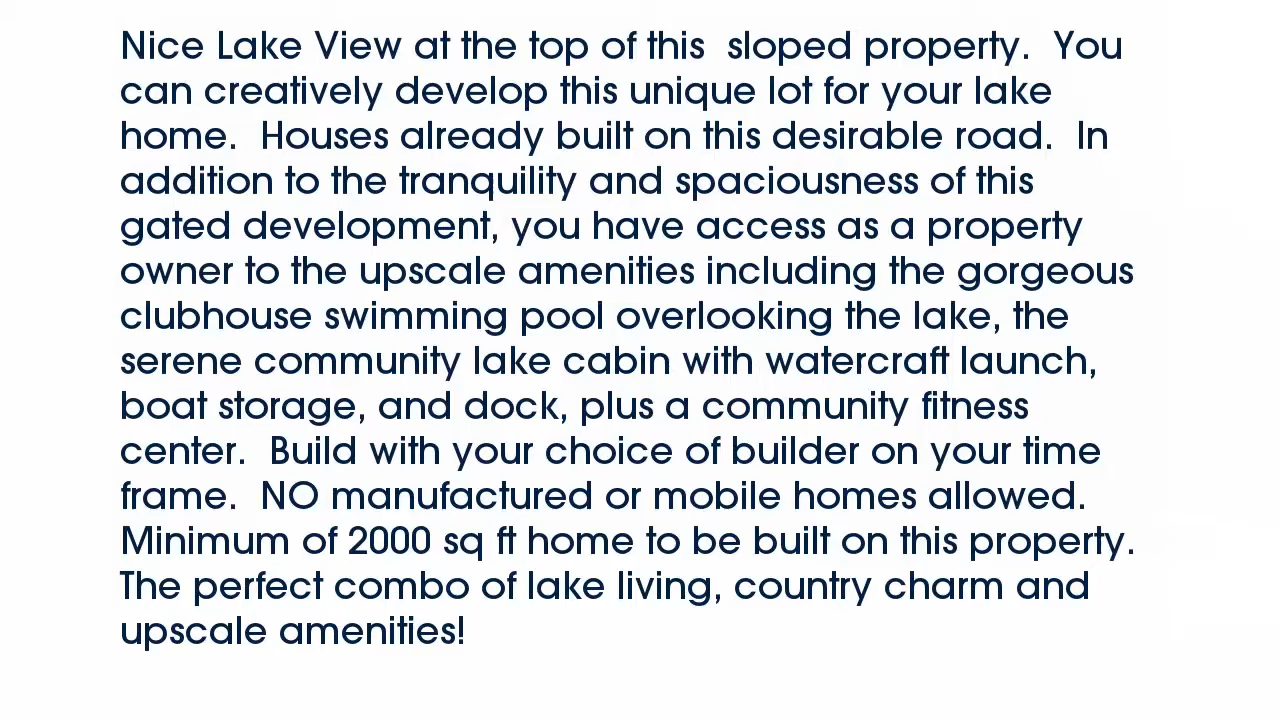 Nice Lake View at the top of this  sloped property.  You
can creatively develop this unique lot for your lake
home.  Houses already built on this desirable road.  In
addition to the tranquility and spaciousness of this
gated development, you have access as a property
owner to the upscale amenities including the gorgeous
clubhouse swimming pool overlooking the lake, the
serene community lake cabin with watercraft launch,
boat storage, and dock, plus a community fitness
center.  Build with your choice of builder on your time
frame.  NO manufactured or mobile homes allowed.
Minimum of 2000 sq ft home to be built on this property.
The perfect combo of lake living, country charm and
upscale amenities!